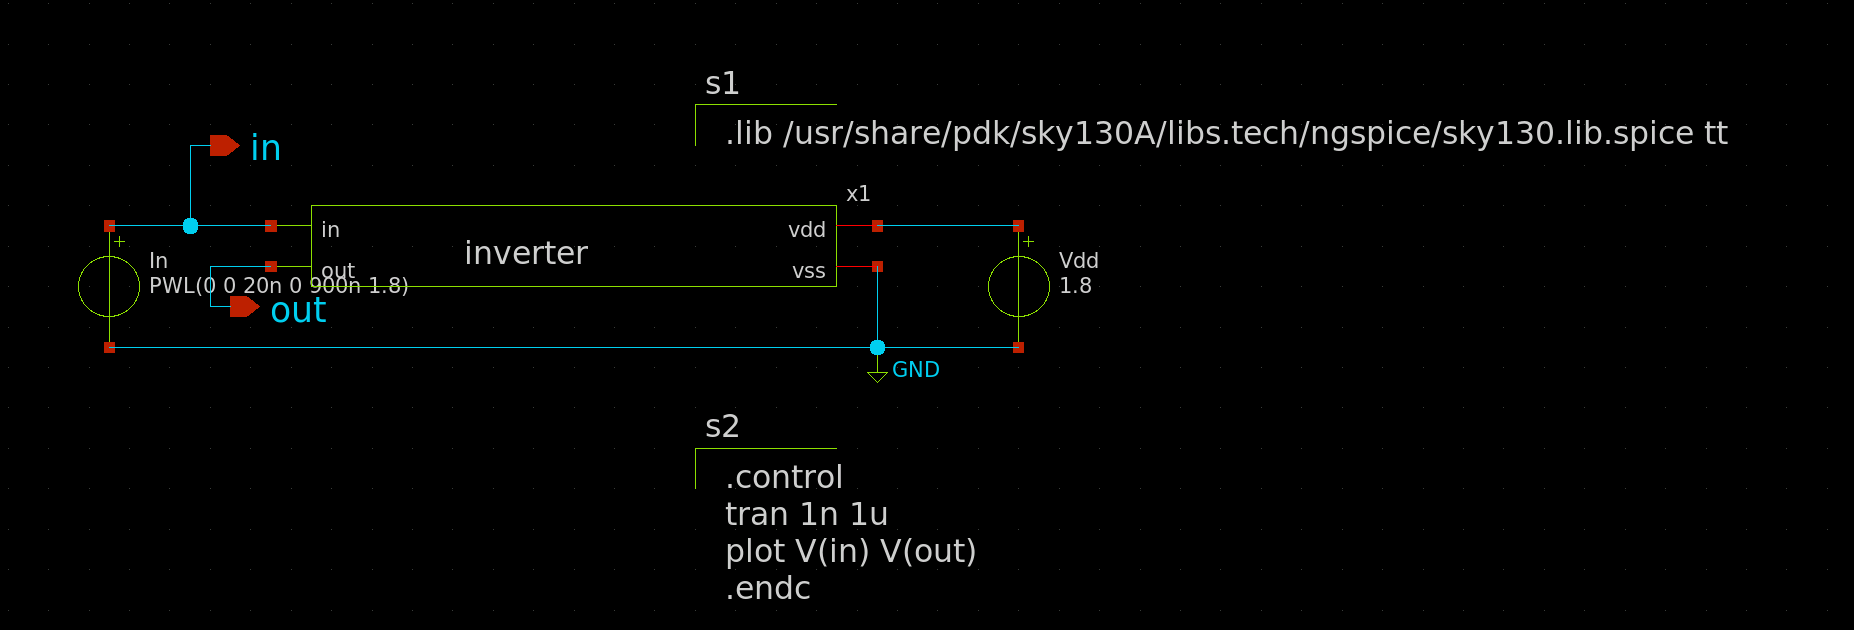 s1
.lib /usr/share/pdk/sky130A/libs.tech/ngspice/sky130.lib.spice tt
in
x1
in
vdd
inverter
out
vss
+
In
PWL(0 0 20n 0 900n 1.8)
out
+
Vdd
1.8
GND
s2
.control
tran 1n 1u
plot V(in) V(out)
.endc